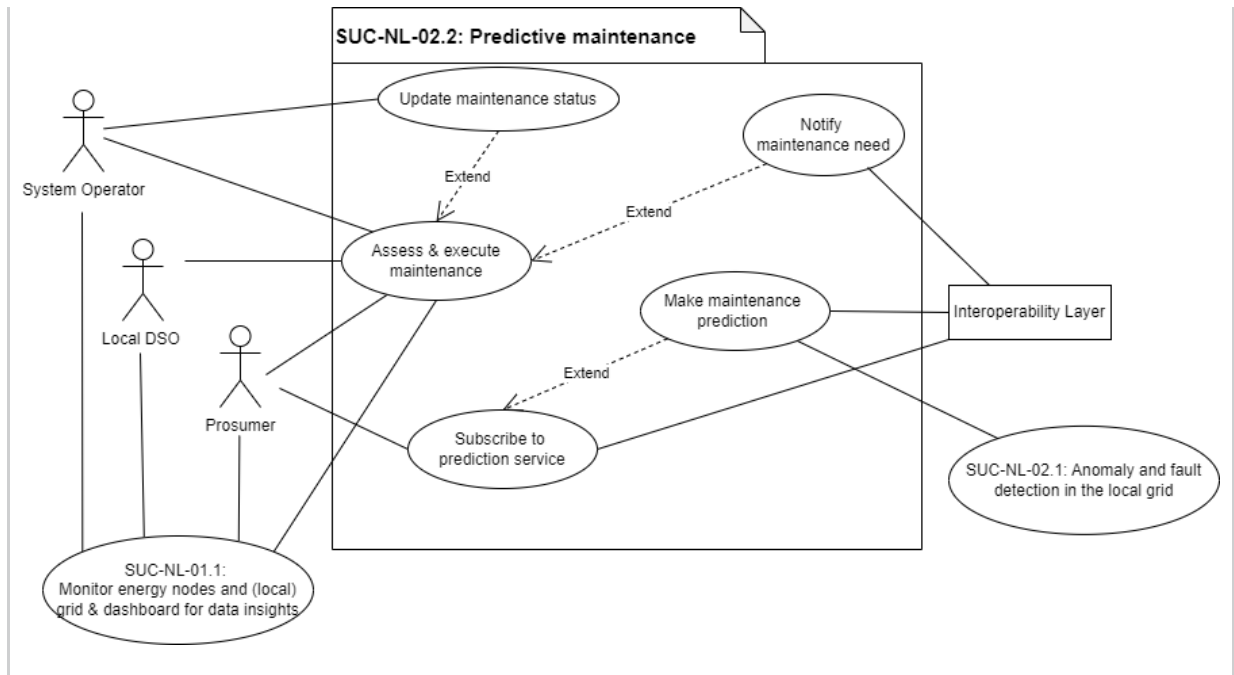 SUC-NL-02.2: Predictive maintenance
Update maintenance status
Notify
maintenance need
System Operator
Extend
Extend
Assess & execute
maintenance
Local DSO
Make maintenance
prediction
Interoperability Layer
Extend
Prosumer
Subscribe to
prediction service
SUC-NL-02.1: Anomaly and fault
detection in the local grid
SUC-NL-01.1:
Monitor energy nodes and (local)
grid & dashboard for data insights